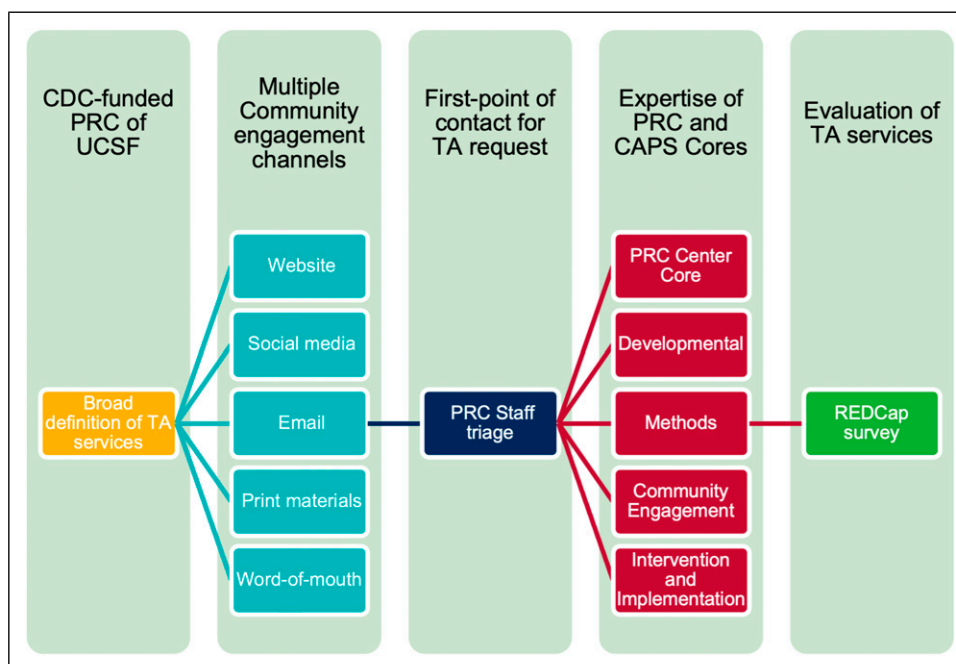 CDC-funded
PRC of
UCSF
Multiple
Community
engagement
channels
First-point of
contact for
TA request
Expertise of
PRC and
CAPS Cores
Evaluation of
TA services
Broad
definition of TA
services
Website
Social media
Email
Print materials
Word-of-mouth
PRC Staff
triage
PRC Center
Core
Developmental
Methods
Community
Engagement
Intervention
and
Implementation
REDCap
survey